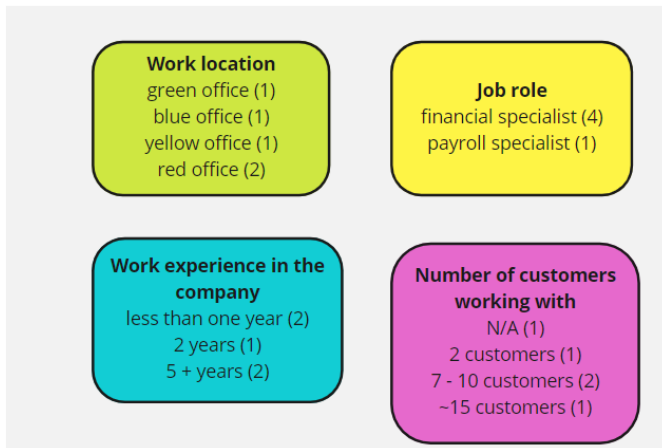 Work location
green office (1)
blue office (1)
yellow office (1)
red office (2)
Job role
financial specialist (4)
payroll specialist (1)
Work experience in the
company
less than one year (2)
2 years (1)
5 + years (2)
Number of customers
working with
N/A (1)
2 customers (1)
7 - 10 customers (2)
~15 customers (1)